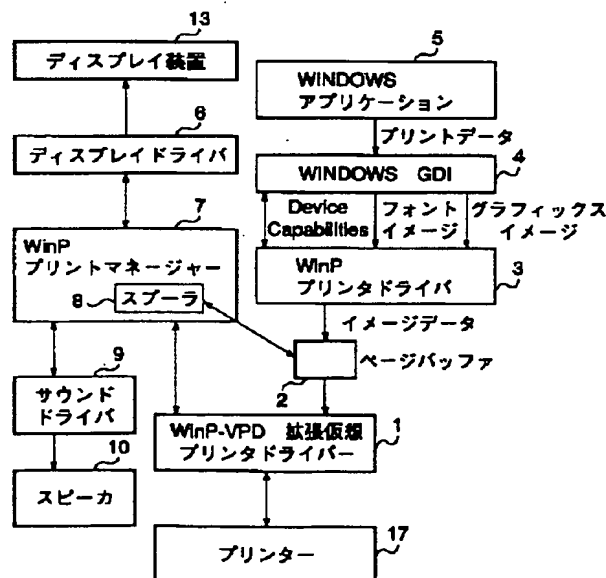 13
ディスプレイ装置
6
ディスプレイドライバ
7
WinP
プリントマネージャー
8
スプーラ
9
サウンド
ドライバ
10
スピーカ
5
WINDOWS
アプリケーション
プリントデータ
4
WINDOWS GDI
Device
Capabilities
フォント
イメージ
グラフィックス
イメージ
3
WinP
プリンタドライバ
イメージデータ
ページバッファ
2
1
WinP-VPD 拡張仮想
プリンタドライバー
17
プリンター